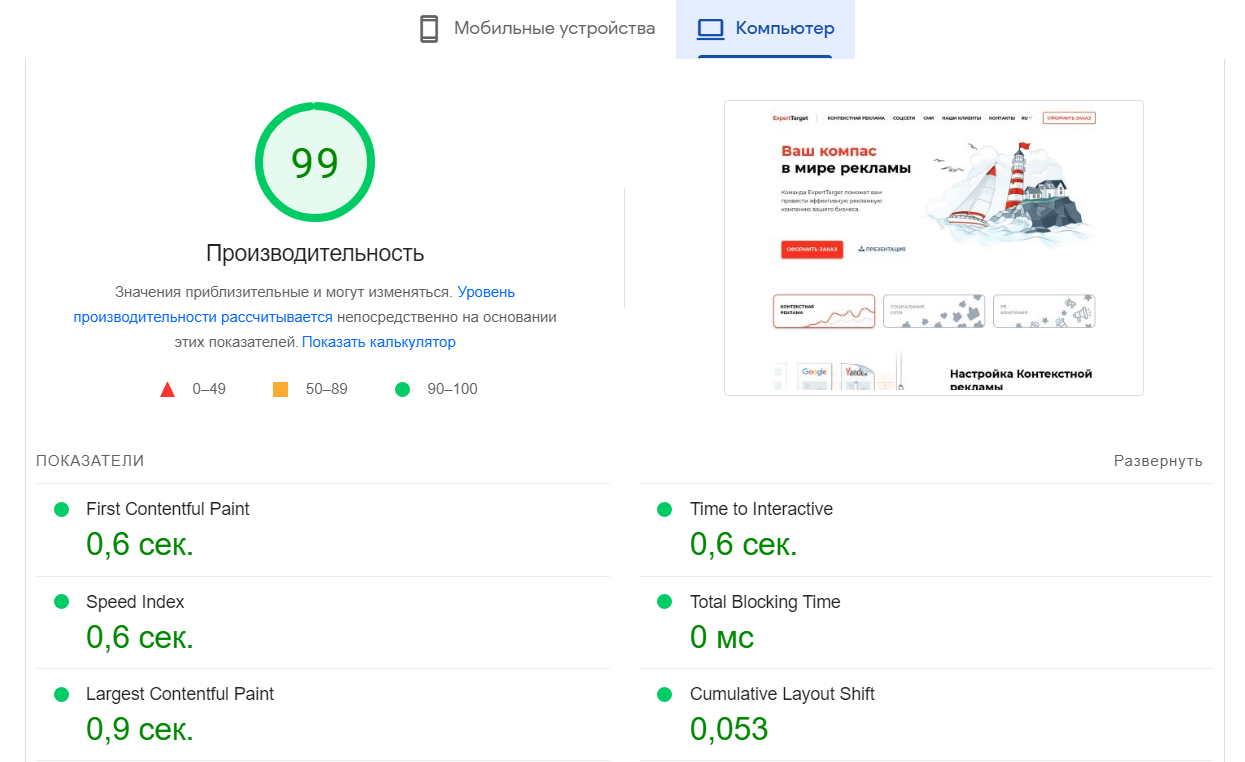 Мобильные устройства
Компьютер
99
Производительность
Значения приблизительные и могут изменяться. Уровень
производительности рассчитывается непосредственно на основании
этих показателей. Показать калькулятор
0–49
50–89
90–100
ExpertTarget
КОНТЕКСТНАЯ РЕКЛАМА
СОЦСЕТИ
СМИ
НАШИ КЛИЕНТЫ
КОНТАКТЫ
RU
ОФОРМИТЬ ЗАКАЗ
Ваш компас
в мире рекламы
Команда ExpertTarget поможет вам
провести эффективную рекламную
компанию вашего бизнеса.
ОФОРМИТЬ ЗАКАЗ
ПРЕЗЕНТАЦИЯ
КОНТЕКСТНАЯ
РЕКЛАМА
СОЦИАЛЬНЫЕ
СЕТИ
PR
КОМПАНИЯ
Google
Yandex
Настройка Контекстной
рекламы
ПОКАЗАТЕЛИ
Развернуть
First Contentful Paint
0,6 сек.
Time to Interactive
0,6 сек.
Speed Index
0,6 сек.
Total Blocking Time
0 мс
Largest Contentful Paint
0,9 сек.
Cumulative Layout Shift
0,053